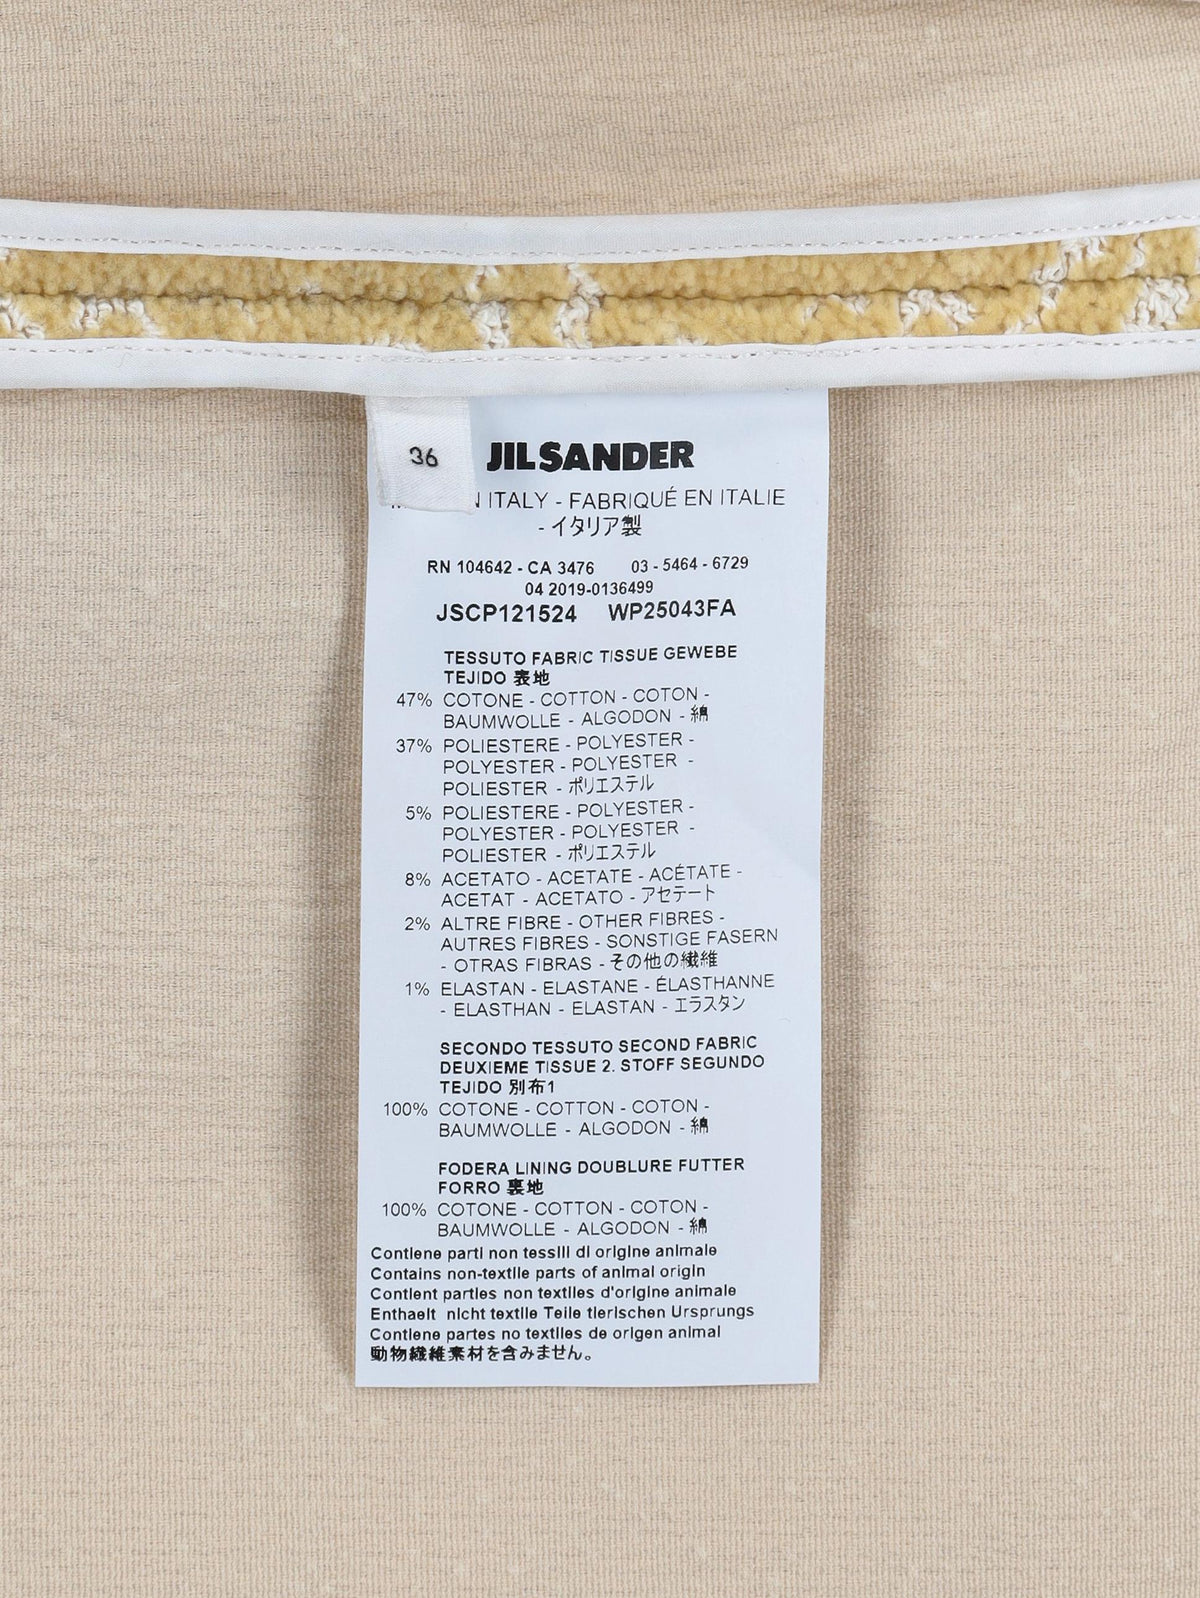 36
JIL SANDER
ITALY - FABRIQUÉ EN ITALIE
- イタリア製
RN 104642 - CA 3476 03 - 5464 - 6729
04 2019-0136499
JSCP121524 WP25043FA
TESSUTO FABRIC TISSUE GEWEBE
TEJIDO 表地
47% COTONE - COTTON - COTON -
BAUMWOLLE - ALGODON - 綿
37% POLIESTERE - POLYESTER -
POLYESTER - POLYESTER -
POLIESTER - ポリエステル
5% POLIESTERE - POLYESTER -
POLYESTER - POLYESTER -
POLIESTER - ポリエステル
8% ACETATO - ACETATE - ACÉTATE -
ACETAT - ACETATO - アセテート
2% ALTRE FIBRE - OTHER FIBRES -
AUTRES FIBRES - SONSTIGE FASERN
- OTRAS FIBRAS - その他の繊維
1% ELASTAN - ELASTANE - ÉLASTHANNE
- ELASTHAN - ELASTAN - エラスタン
SECONDO TESSUTO SECOND FABRIC
DEUXIEME TISSUE 2. STOFF SEGUNDO
TEJIDO 別布1
100% COTONE - COTTON - COTON -
BAUMWOLLE - ALGODON - 綿
FODERA LINING DOUBLURE FUTTER
FORRO 裏地
100% COTONE - COTTON - COTON -
BAUMWOLLE - ALGODON - 綿
Contiene parti non tessili di origine animale
Contains non-textile parts of animal origin
Contient parties non textiles d'origine animale
Enthaelt nicht textile Teile tierischen Ursprungs
Contiene partes no textiles de origen animal
動物繊維素材を含みません。